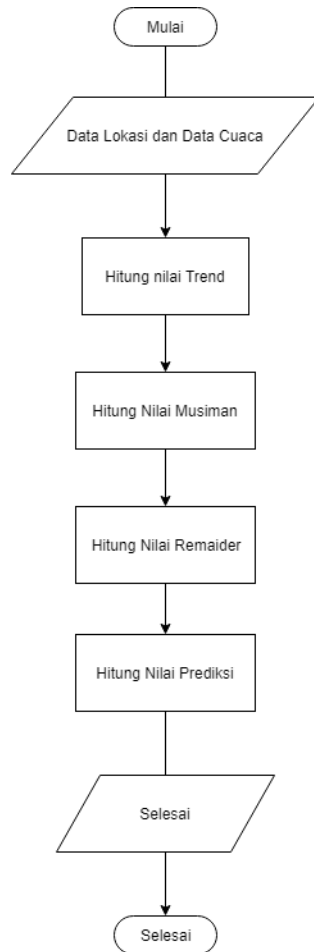 Mulai
Data Lokasi dan Data Cuaca
Hitung nilai Trend
Hitung Nilai Musiman
Hitung Nilai Remaider
Hitung Nilai Prediksi
Selesai
Selesai